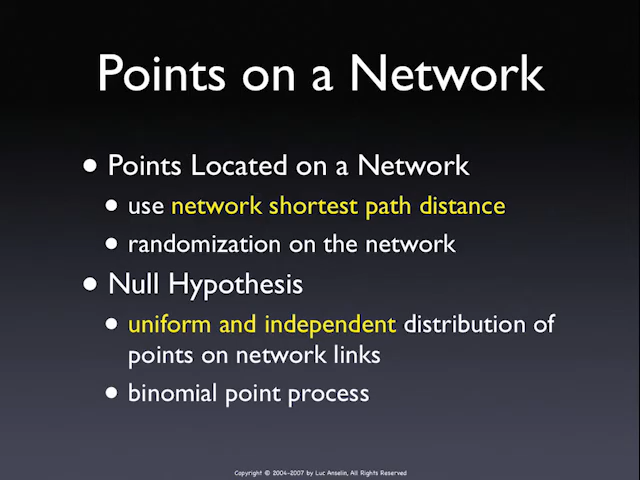 Points on a Network
• Points Located on a Network
• use network shortest path distance
• randomization on the network
• Null Hypothesis
• uniform and independent distribution of
points on network links
• binomial point process
Copyright © 2004-2007 by Luc Anselin, All Rights Reserved